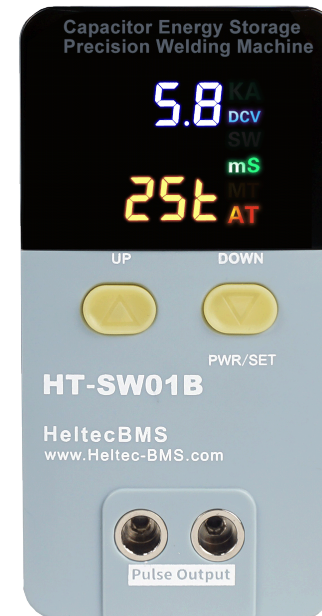 Capacitor Energy Storage
Precision Welding Machine
5.8 KA
DCV
SW
mS
25t MT
AT
UP DOWN
PWR/SET
HT-SW01B
HeltecBMS
www.Heltec-BMS.com
Pulse Output